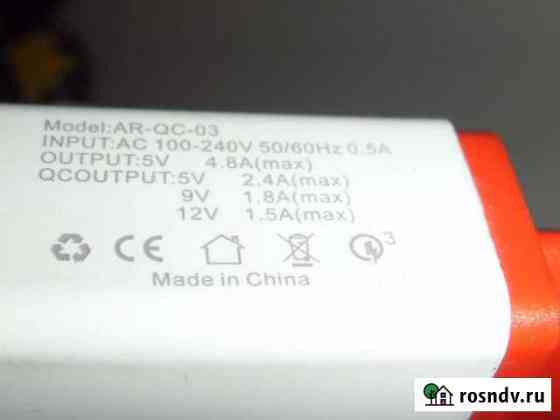 Model:AR-QC-03
INPUT:AC 100-240V 50/60Hz 0.5A
OUTPUT:5V 4.8A(max)
QCOUTPUT:5V 2.4A(max)
9V 1.8A(max)
12V 1.5A(max)
CE 3
Made in China
rosndv.ru